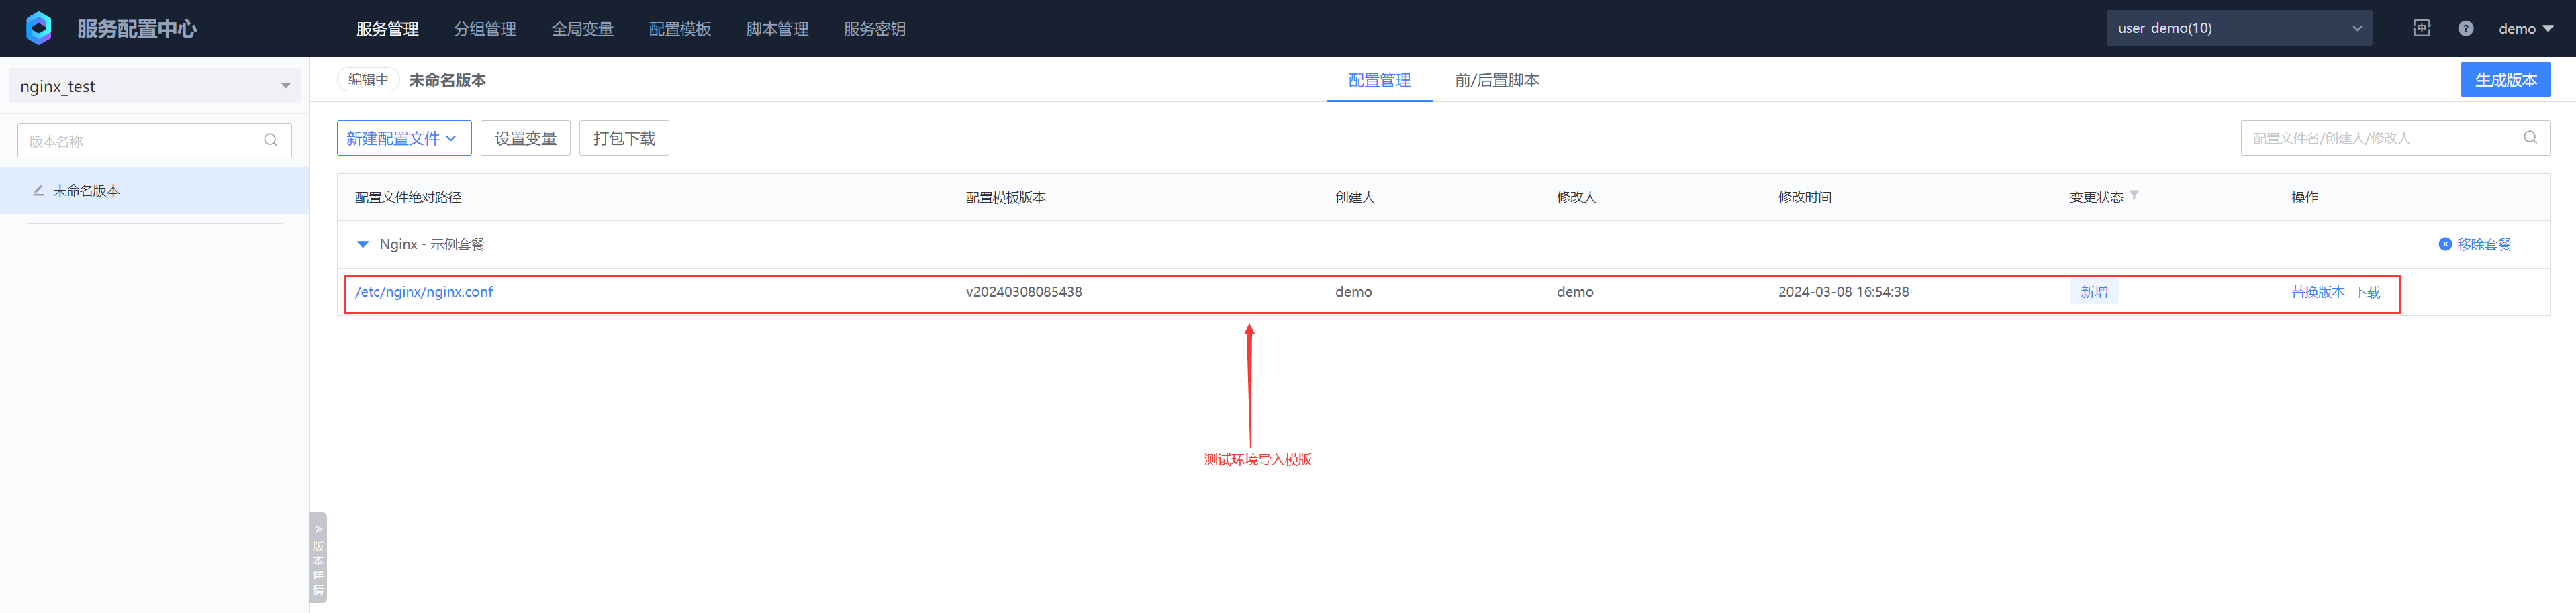 服务配置中心 服务管理 分组管理 全局变量 配置模板 脚本管理 服务密钥 user_demo(10) 中 ? demo
nginx_test
编辑中 未命名版本 配置管理 前/后置脚本 生成版本
版本名称
新建配置文件 设置变量 打包下载 配置文件名/创建人/修改人
未命名版本
配置文件绝对路径 配置模板版本 创建人 修改人 修改时间 变更状态 操作
Nginx - 示例套餐 移除套餐
/etc/nginx/nginx.conf v20240308085438 demo demo 2024-03-08 16:54:38 新增 替换版本 下载
测试环境导入模版
» 版本详情